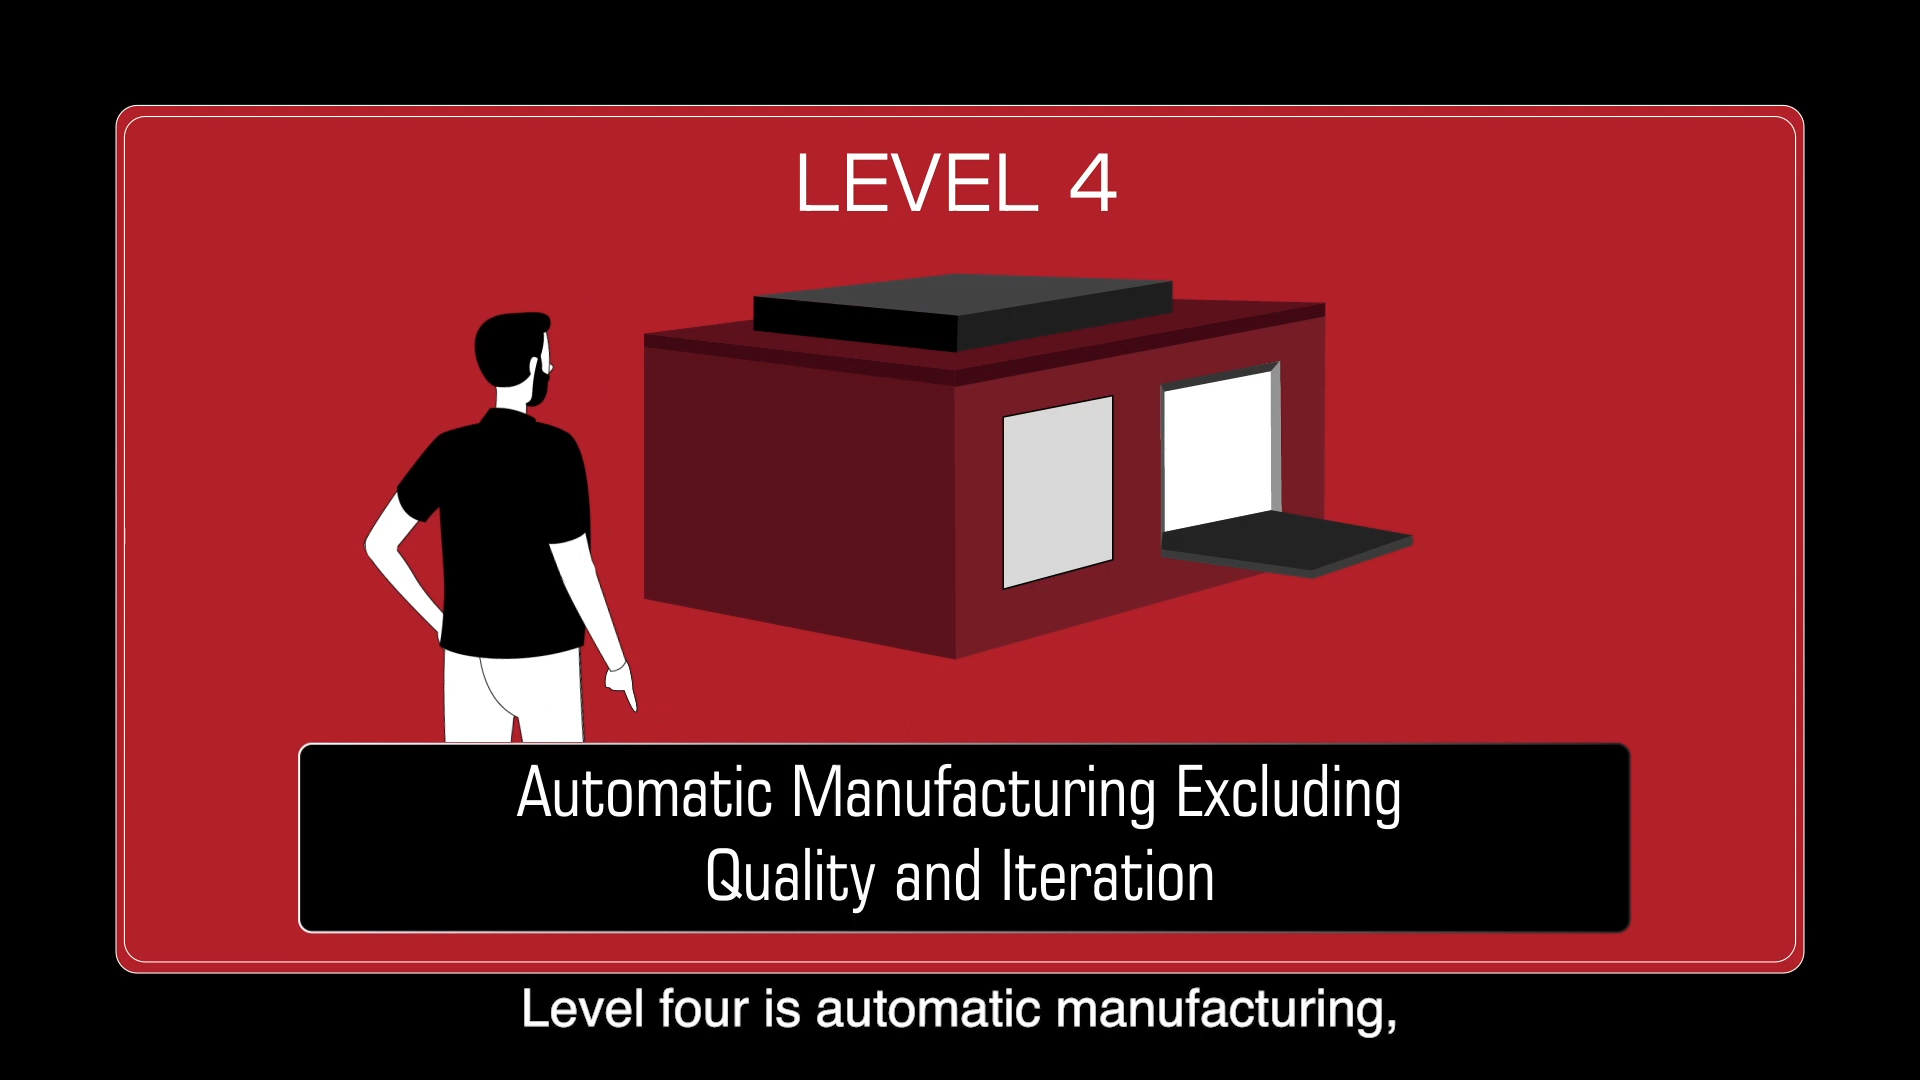 LEVEL 4
Automatic Manufacturing Excluding
Quality and Iteration
Level four is automatic manufacturing,